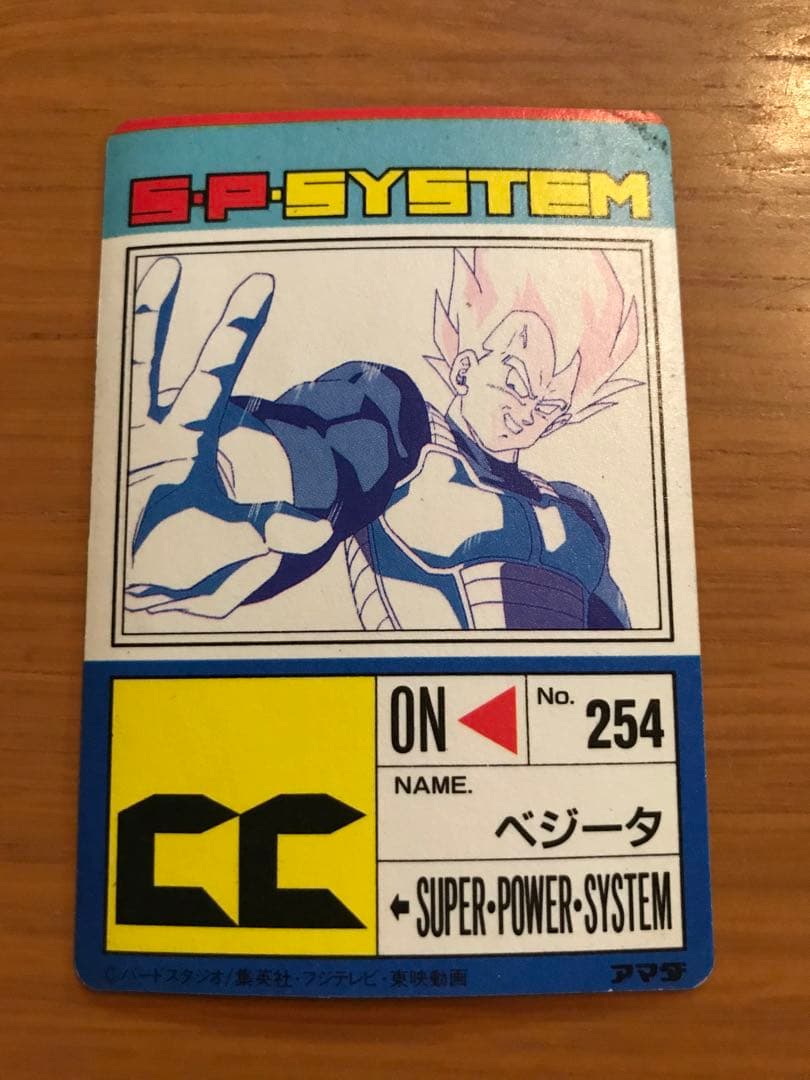 S·P·SYSTEM
CC
ON
No. 254
NAME.
ベジータ
SUPER·POWER·SYSTEM
©バードスタジオ/集英社・フジテレビ・東映動画
アマダ